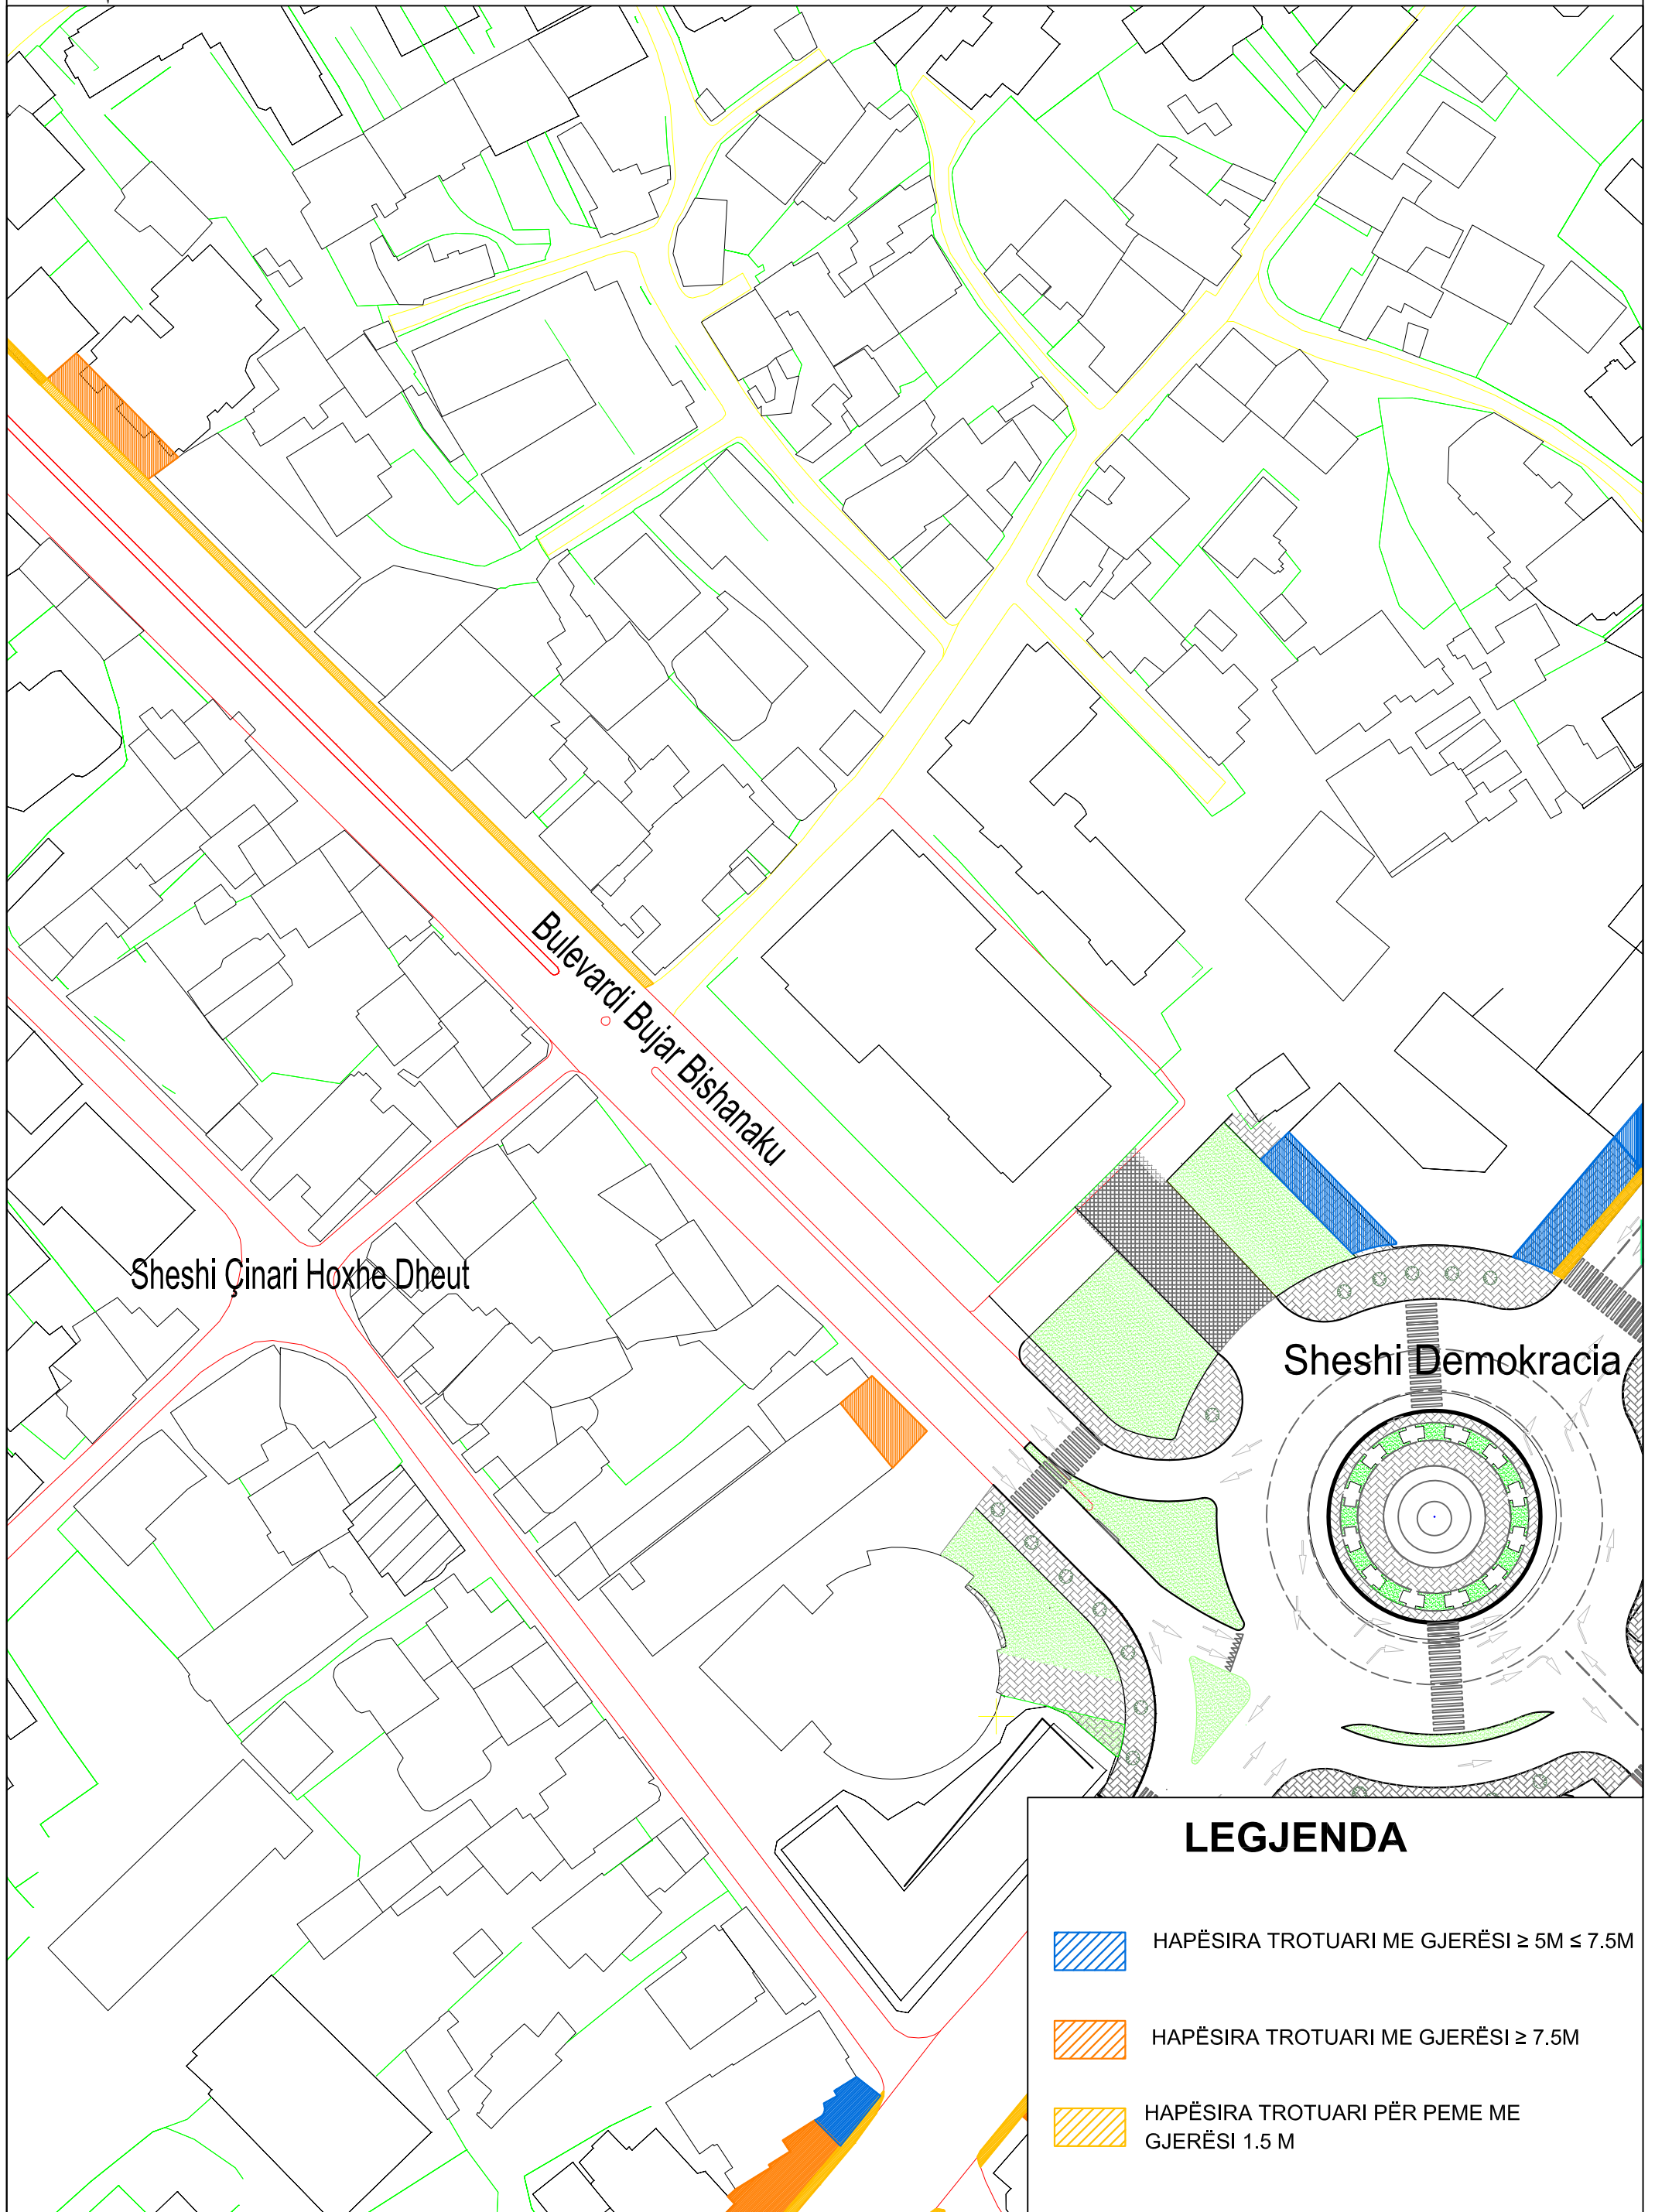 Bulevardi Bujar Bishanaku
Sheshi Çinari Hoxhe Dheut
Sheshi Demokracia
LEGJENDA
HAPËSIRA TROTUARI ME GJERËSI ≥ 5M ≤ 7.5M
HAPËSIRA TROTUARI ME GJERËSI ≥ 7.5M
HAPËSIRA TROTUARI PËR PEME ME
GJERËSI 1.5 M